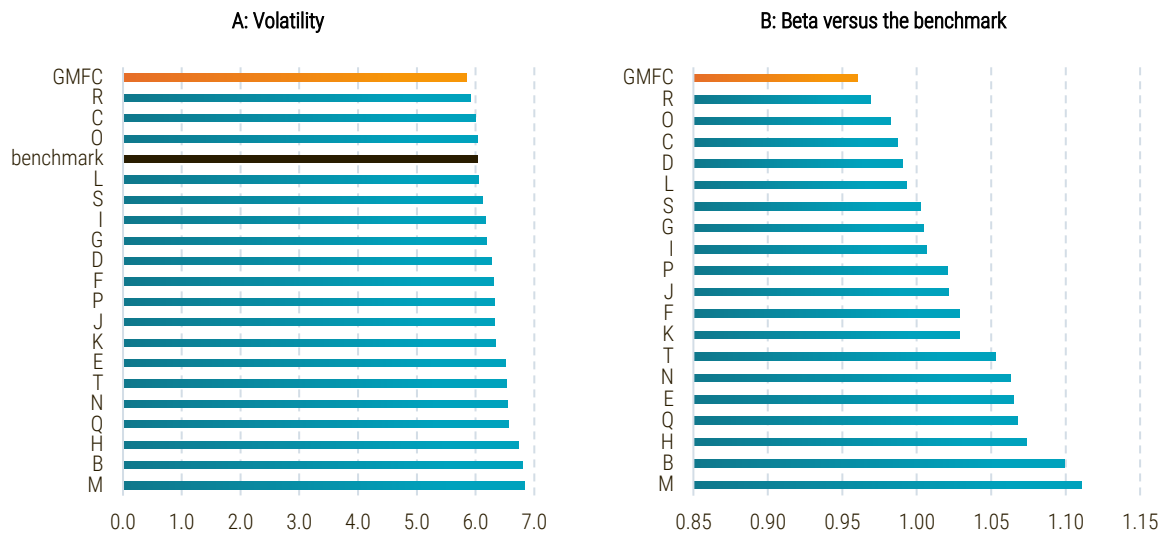 A: Volatility
GMFC
R
C
O
benchmark
L
S
I
G
D
F
P
J
K
E
T
N
Q
H
B
M
0.0 1.0 2.0 3.0 4.0 5.0 6.0 7.0
B: Beta versus the benchmark
GMFC
R
O
C
D
L
S
G
I
P
J
F
K
T
N
E
Q
H
B
M
0.85 0.90 0.95 1.00 1.05 1.10 1.15